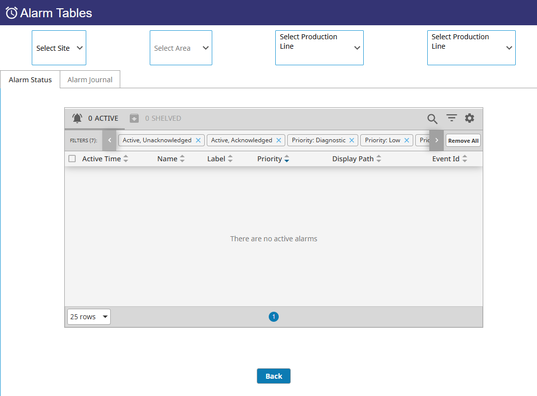 Alarm Tables
Select Site
Select Area
Select Production
Line
Select Production
Line
Alarm Status
Alarm Journal
0 ACTIVE
0 SHELVED
FILTERS (7):
Active, Unacknowledged
Active, Acknowledged
Priority: Diagnostic
Priority: Low
Remove All
Active Time
Name
Label
Priority
Display Path
Event Id
There are no active alarms
25 rows
1
Back